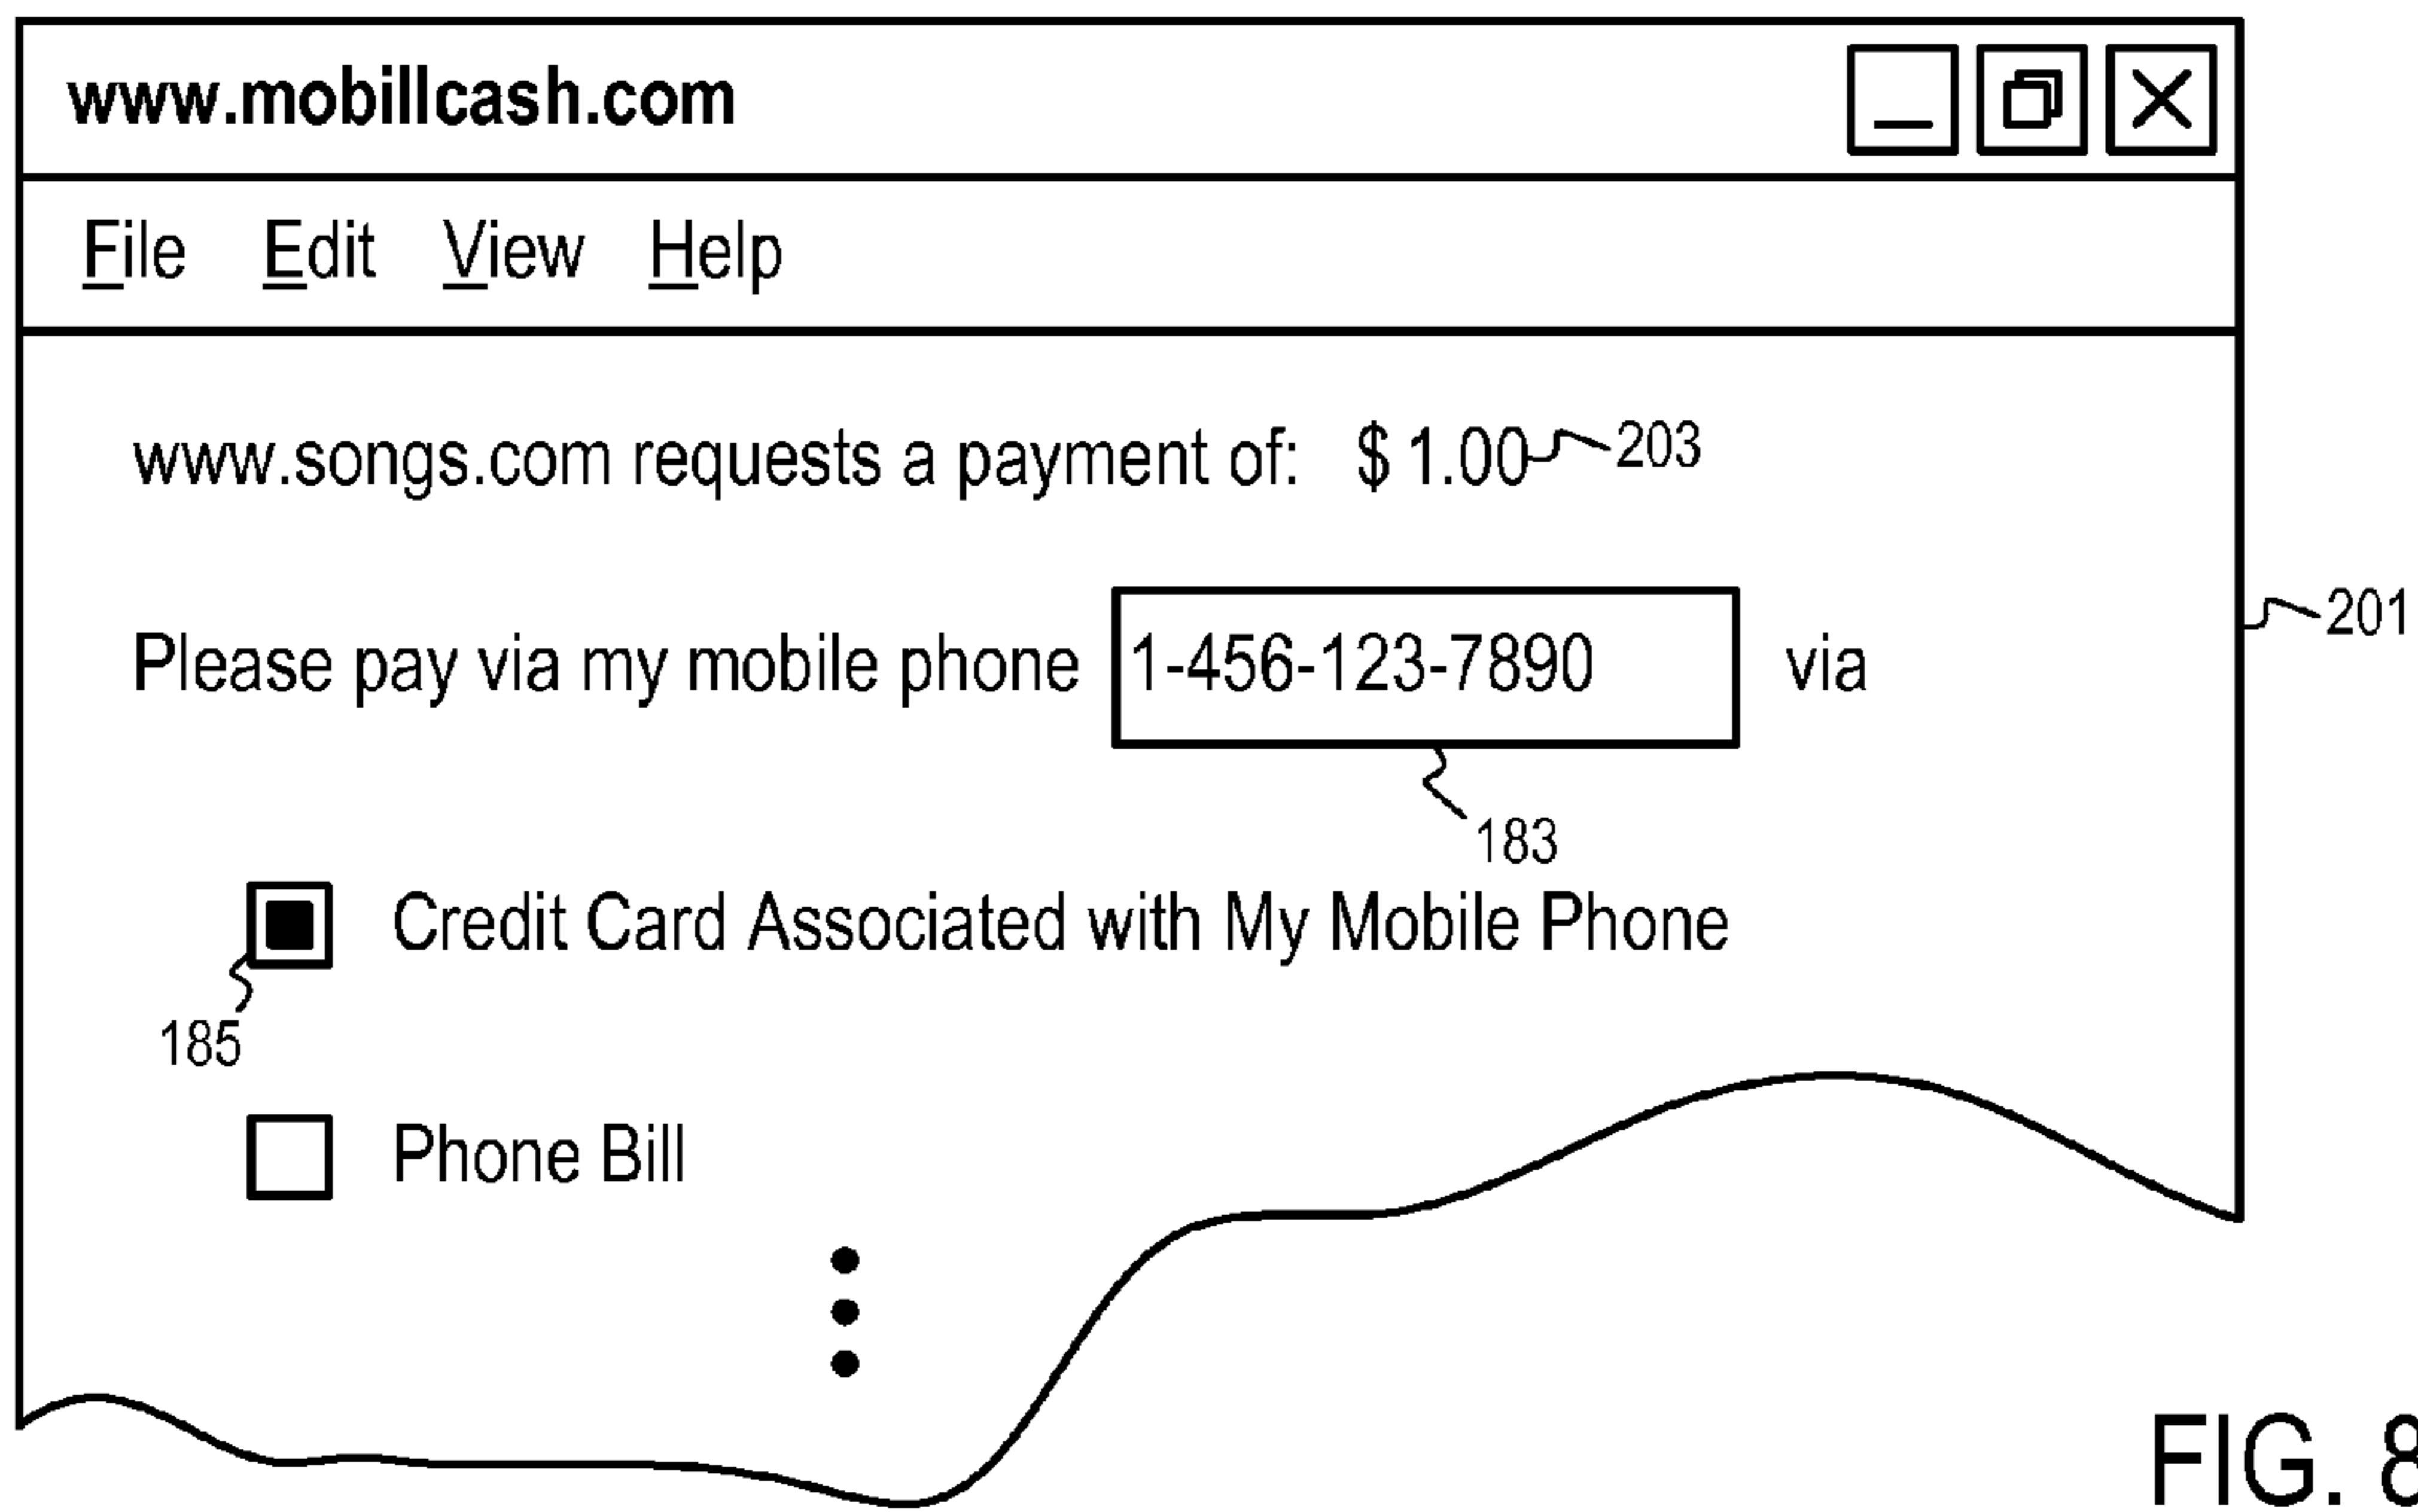 www.mobillcash.com
File Edit View Help
www.songs.com requests a payment of: $ 1.00 203
201
Please pay via my mobile phone 1-456-123-7890 via
183
Credit Card Associated with My Mobile Phone
185
Phone Bill
FIG. 8